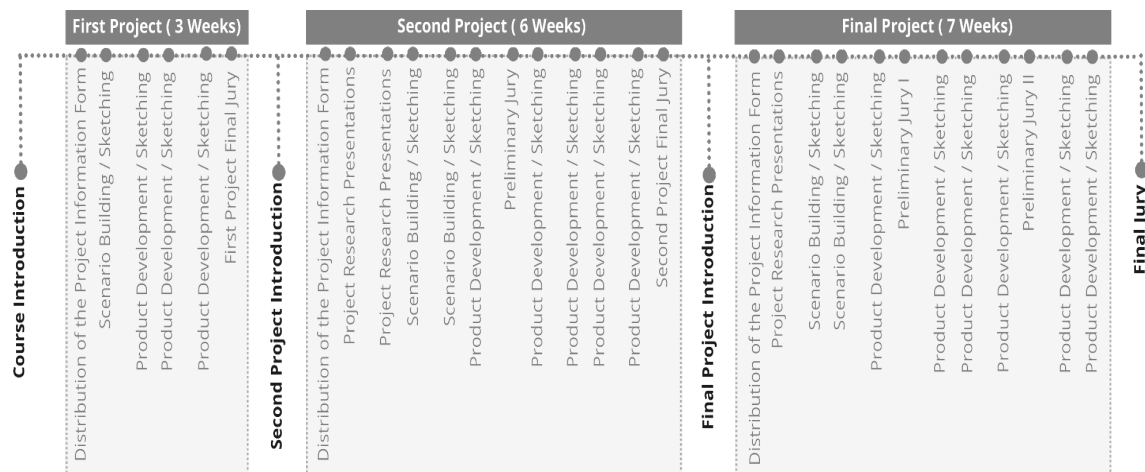 First Project ( 3 Weeks)
Second Project ( 6 Weeks)
Final Project ( 7 Weeks)
Course Introduction
Distribution of the Project Information Form
Scenario Building / Sketching
Product Development / Sketching
Product Development / Sketching
Product Development / Sketching
First Project Final Jury
Second Project Introduction
Distribution of the Project Information Form
Project Research Presentations
Project Research Presentations
Scenario Building / Sketching
Scenario Building / Sketching
Product Development / Sketching
Preliminary Jury
Product Development / Sketching
Product Development / Sketching
Product Development / Sketching
Product Development / Sketching
Second Project Final Jury
Final Project Introduction
Distribution of the Project Information Form
Project Research Presentations
Scenario Building / Sketching
Scenario Building / Sketching
Product Development / Sketching
Preliminary Jury I
Product Development / Sketching
Product Development / Sketching
Product Development / Sketching
Preliminary Jury II
Product Development / Sketching
Product Development / Sketching
Final Jury